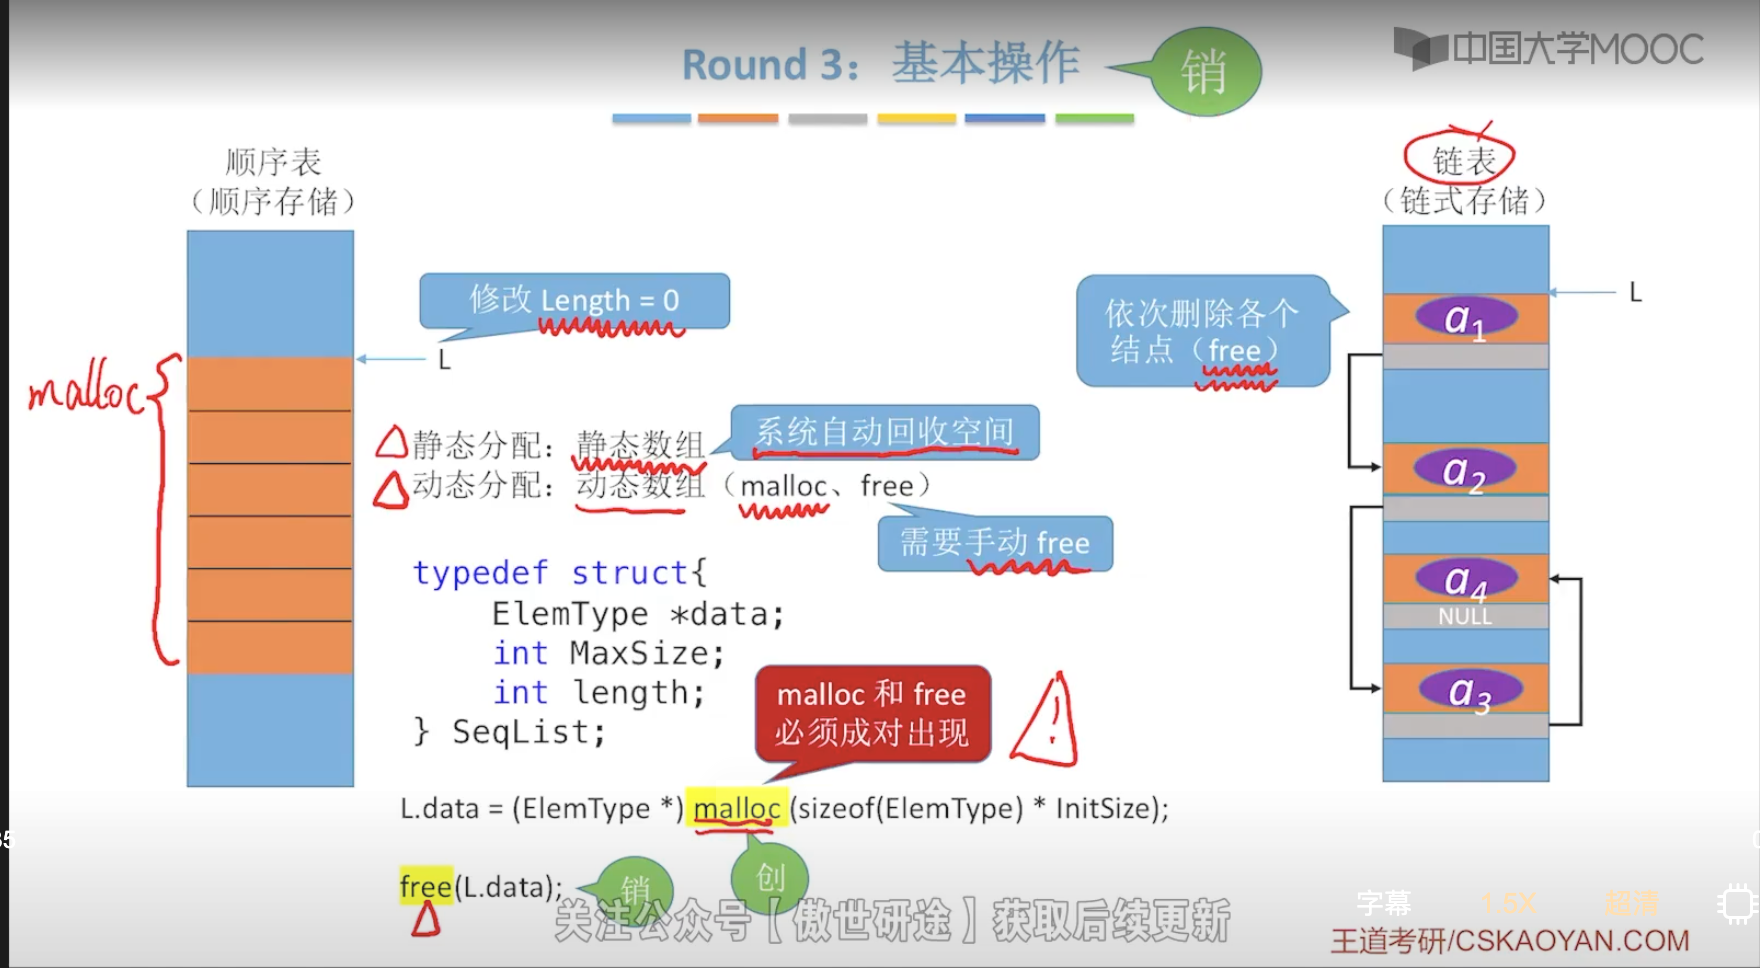 Round 3：基本操作
销
中国大学MOOC
顺序表
（顺序存储）
链表
（链式存储）
修改 Length = 0
L
malloc
静态分配：静态数组
系统自动回收空间
动态分配：动态数组（malloc、free）
需要手动 free
typedef struct{
ElemType *data;
int MaxSize;
int length;
} SeqList;
malloc 和 free
必须成对出现
!
L.data = (ElemType *) malloc (sizeof(ElemType) * InitSize);
创
free(L.data);
销
依次删除各个
结点（free）
L
a1
a2
a4
NULL
a3
关注公众号【傲世研途】获取后续更新
字幕
1.5X
超清
王道考研/CSKAOYAN.COM